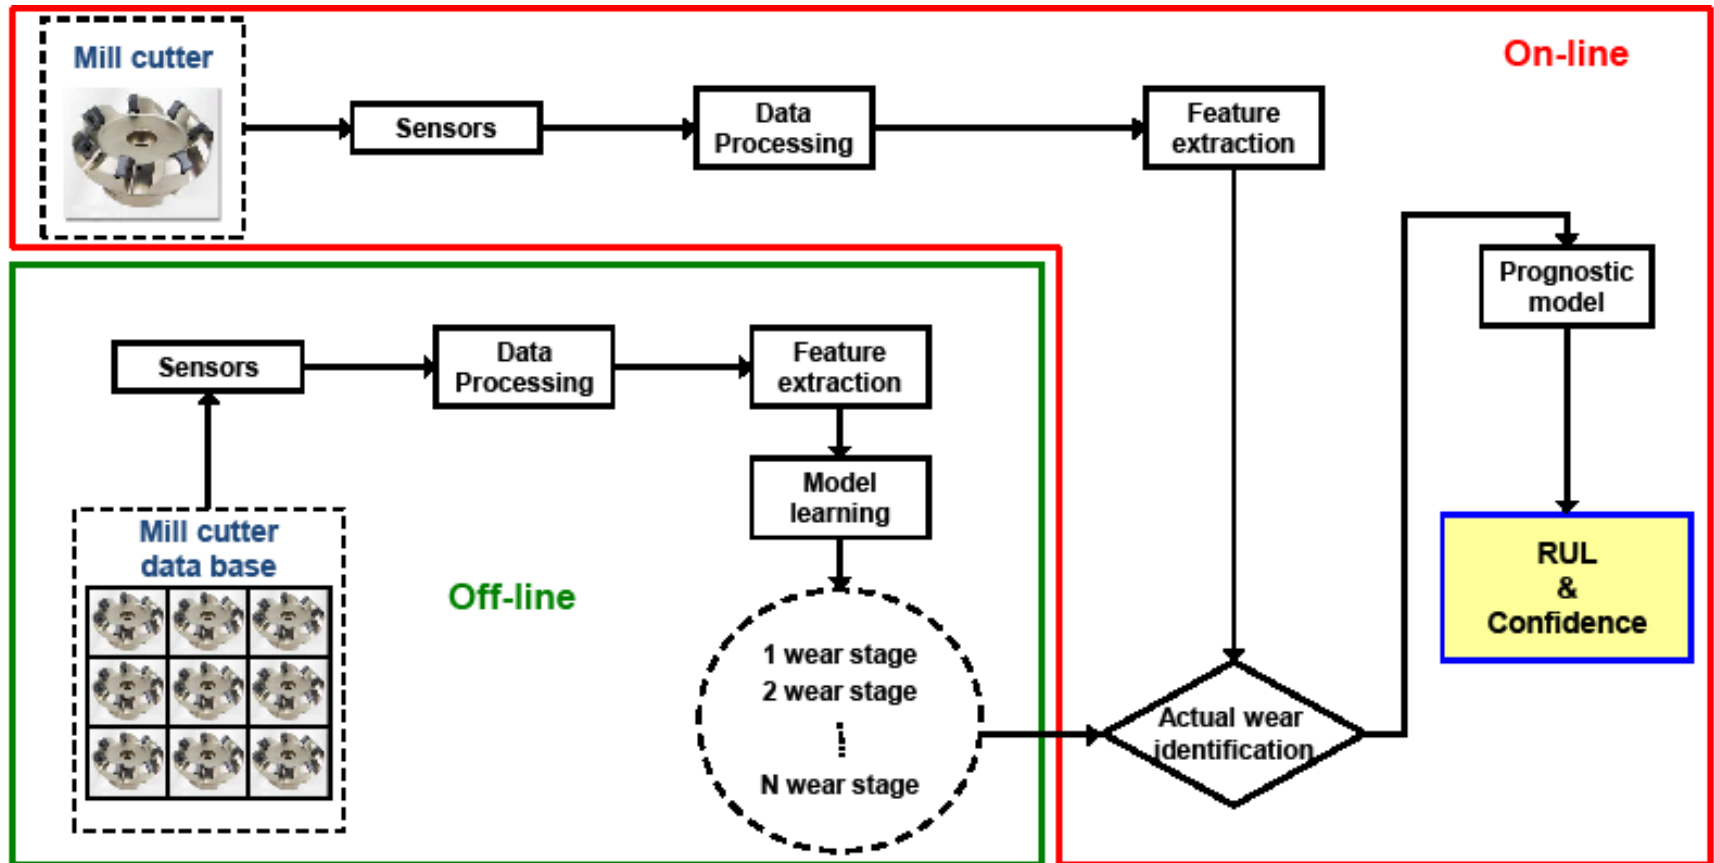 Mill cutter
On-line
Sensors
Data
Processing
Feature
extraction
Prognostic
model
Sensors
Data
Processing
Feature
extraction
Model
learning
Mill cutter
data base
Off-line
RUL
&
Confidence
1 wear stage
2 wear stage
N wear stage
Actual wear
identification